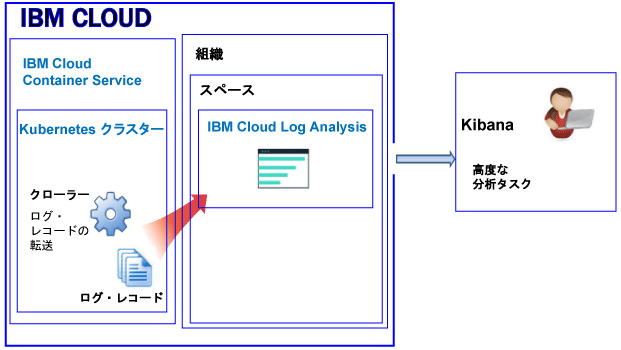 IBM CLOUD
IBM Cloud
Container Service
Kubernetes クラスター
クローラー
ログ・
レコードの
転送
ログ・レコード
組織
スペース
IBM Cloud Log Analysis
Kibana
高度な
分析タスク